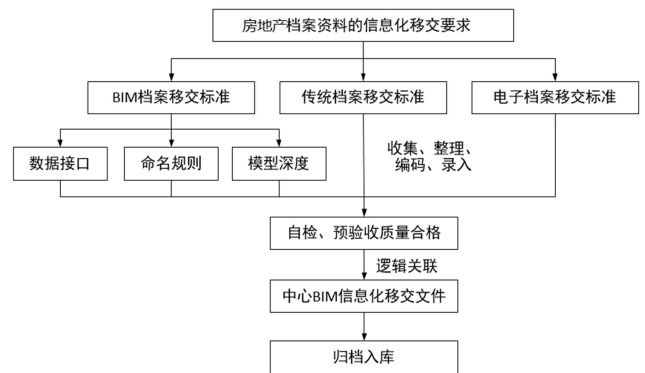 房地产档案资料的信息化移交要求
BIM档案移交标准
传统档案移交标准
电子档案移交标准
数据接口
命名规则
模型深度
收集、整理、
编码、录入
自检、预验收质量合格
逻辑关联
中心BIM信息化移交文件
归档入库